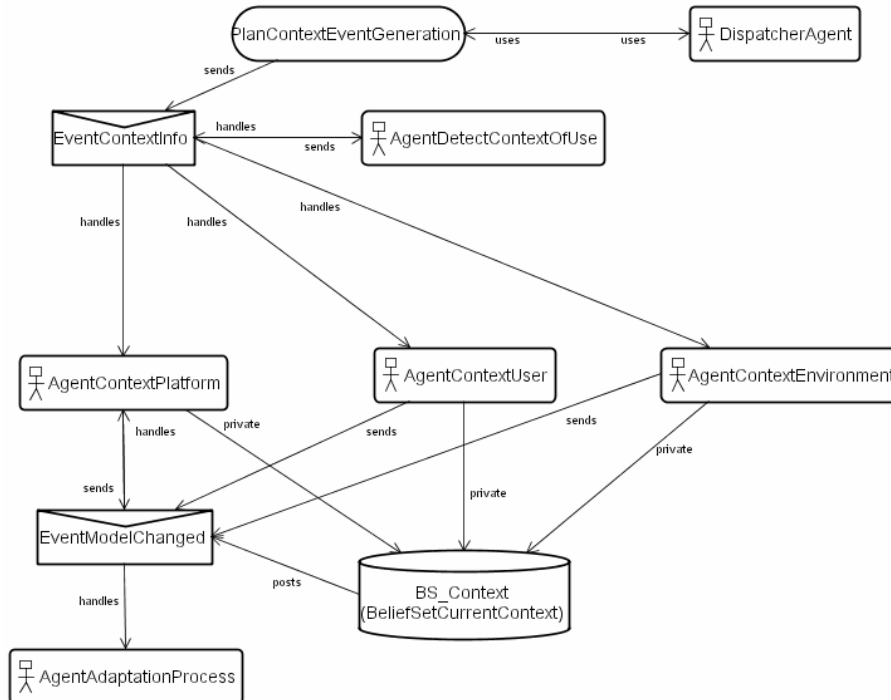 PlanContextEventGeneration
uses
uses
DispatcherAgent
sends
EventContextInfo
handles
sends
AgentDetectContextOfUse
handles
handles
handles
AgentContextPlatform
AgentContextUser
AgentContextEnvironment
handles
private
sends
sends
private
private
sends
EventModelChanged
posts
BS_Context
(BeliefSetCurrentContext)
handles
AgentAdaptationProcess